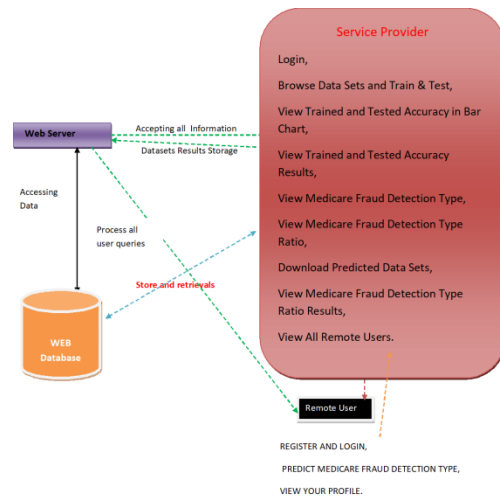 Service Provider
Login,
Browse Data Sets and Train & Test,
View Trained and Tested Accuracy in Bar
Chart,
View Trained and Tested Accuracy
Results,
View Medicare Fraud Detection Type,
View Medicare Fraud Detection Type
Ratio,
Download Predicted Data Sets,
View Medicare Fraud Detection Type
Ratio Results,
View All Remote Users.
Web Server
Accepting all Information
Datasets Results Storage
Accessing
Data
Process all
user queries
Store and retrievals
WEB
Database
Remote User
REGISTER AND LOGIN,
PREDICT MEDICARE FRAUD DETECTION TYPE,
VIEW YOUR PROFILE.